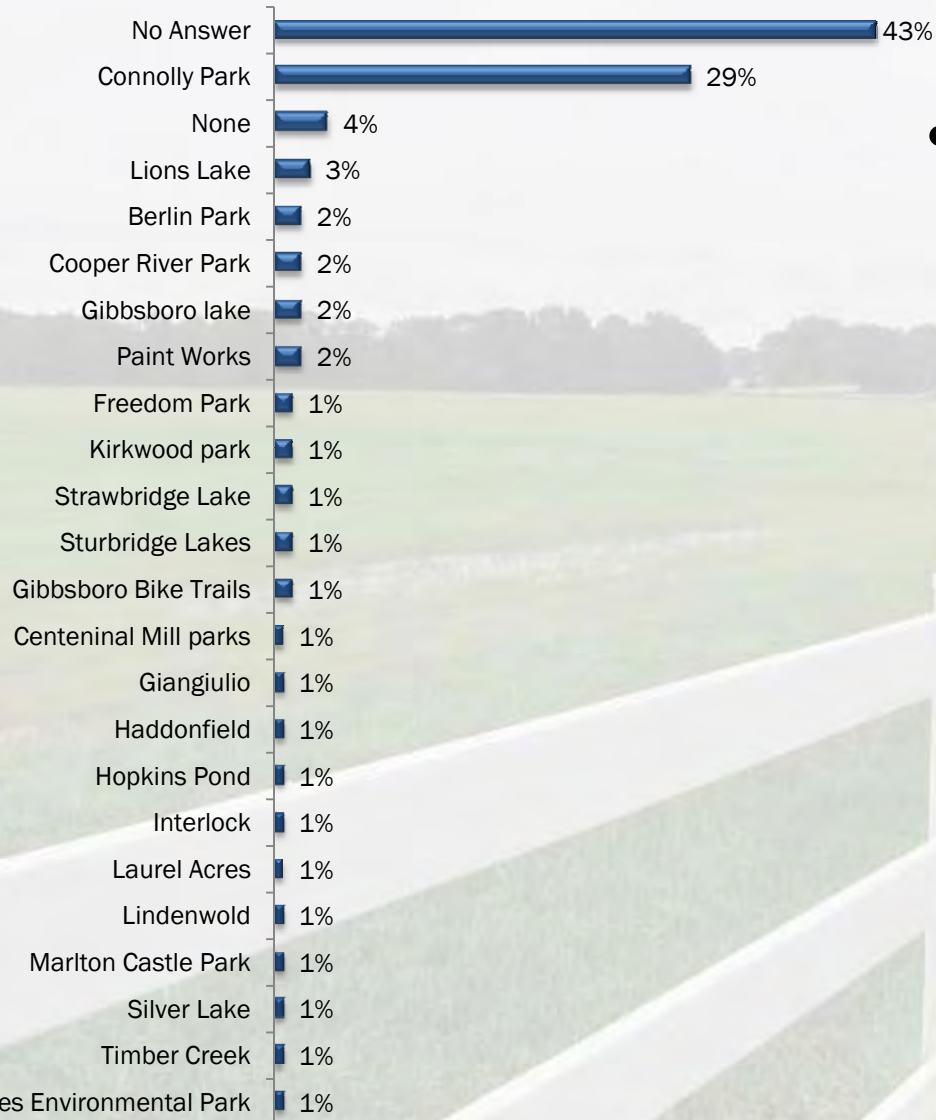 No Answer 43%
Connolly Park 29%
None 4%
Lions Lake 3%
Berlin Park 2%
Cooper River Park 2%
Gibbsboro lake 2%
Paint Works 2%
Freedom Park 1%
Kirkwood park 1%
Strawbridge Lake 1%
Sturbridge Lakes 1%
Gibbsboro Bike Trails 1%
Centeninal Mill parks 1%
Giangiulio 1%
Haddonfield 1%
Hopkins Pond 1%
Interlock 1%
Laurel Acres 1%
Lindenwold 1%
Marlton Castle Park 1%
Silver Lake 1%
Timber Creek 1%
Environmental Park 1%